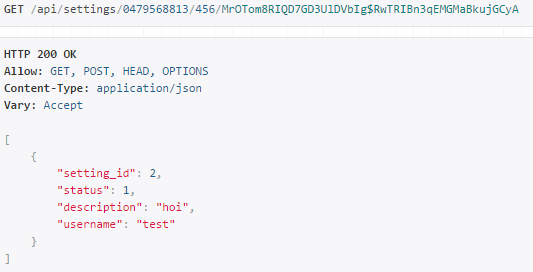 GET /api/settings/0479568813/456/MrOTom8RIQD7GD3UlDVbIg$RwTRIBn3qEMGMaBkujGCyA
HTTP 200 OK
Allow: GET, POST, HEAD, OPTIONS
Content-Type: application/json
Vary: Accept
[
    {
        "setting_id": 2,
        "status": 1,
        "description": "hoi",
        "username": "test"
    }
]